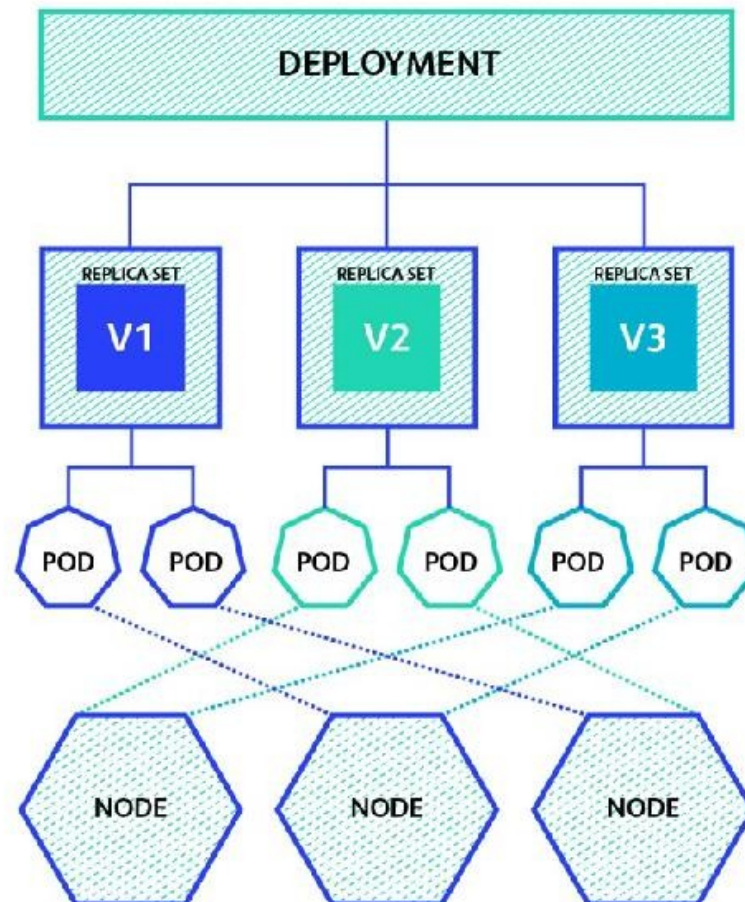 DEPLOYMENT
REPLICA SET
V1
REPLICA SET
V2
REPLICA SET
V3
POD
POD
POD
POD
POD
POD
NODE
NODE
NODE